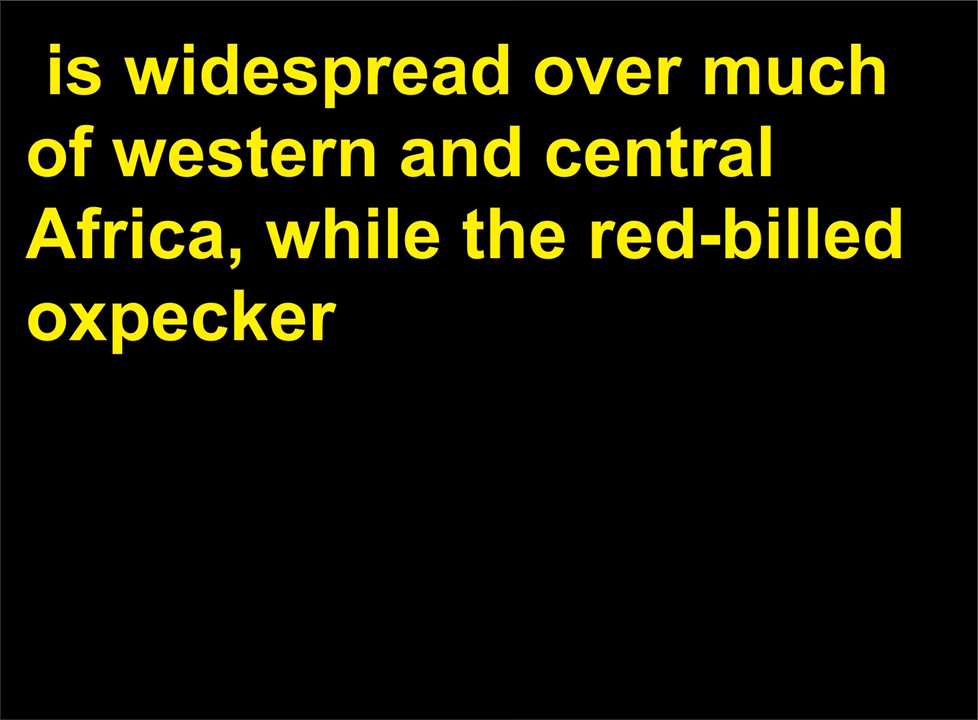 is widespread over much
of western and central
Africa, while the red-billed
oxpecker